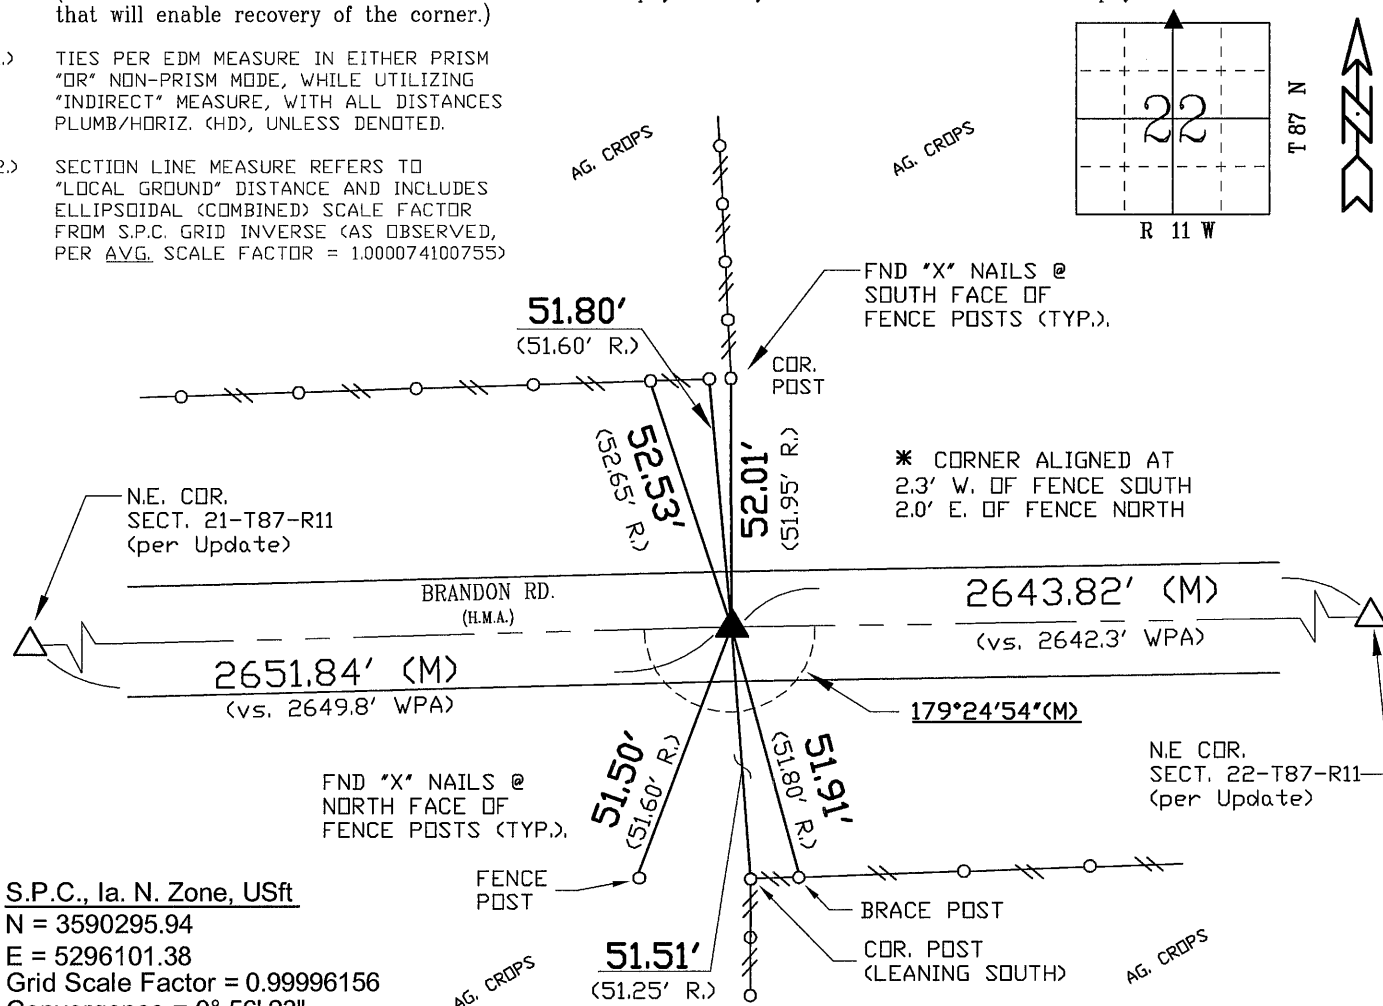 that will enable recovery of the corner.)
.) TIES PER EDM MEASURE IN EITHER PRISM
"OR" NON-PRISM MODE, WHILE UTILIZING
"INDIRECT" MEASURE, WITH ALL DISTANCES
PLUMB/HORIZ. (HD), UNLESS DENOTED.
2.) SECTION LINE MEASURE REFERS TO
"LOCAL GROUND" DISTANCE AND INCLUDES
ELLIPSOIDAL (COMBINED) SCALE FACTOR
FROM S.P.C. GRID INVERSE (AS OBSERVED,
PER AVG. SCALE FACTOR = 1.000074100755)
22
T 87 N
R 11 W
N
AG. CROPS
AG. CROPS
FND "X" NAILS @
SOUTH FACE OF
FENCE POSTS (TYP.).
51.80'
(51.60' R.)
COR.
POST
52.53'
(52.65' R.)
52.01'
(51.95' R.)
* CORNER ALIGNED AT
2.3' W. OF FENCE SOUTH
2.0' E. OF FENCE NORTH
N.E. COR.
SECT. 21-T87-R11
(per Update)
BRANDON RD.
(H.M.A.)
2643.82' (M)
(vs. 2642.3' WPA)
2651.84' (M)
(vs. 2649.8' WPA)
179°24'54"(M)
N.E COR.
SECT. 22-T87-R11
(per Update)
51.50'
(51.60' R.)
51.91'
(51.80' R.)
FND "X" NAILS @
NORTH FACE OF
FENCE POSTS (TYP.).
FENCE
POST
BRACE POST
COR. POST
(LEANING SOUTH)
51.51'
(51.25' R.)
AG. CROPS
AG. CROPS
S.P.C., Ia. N. Zone, USft
N = 3590295.94
E = 5296101.38
Grid Scale Factor = 0.99996156